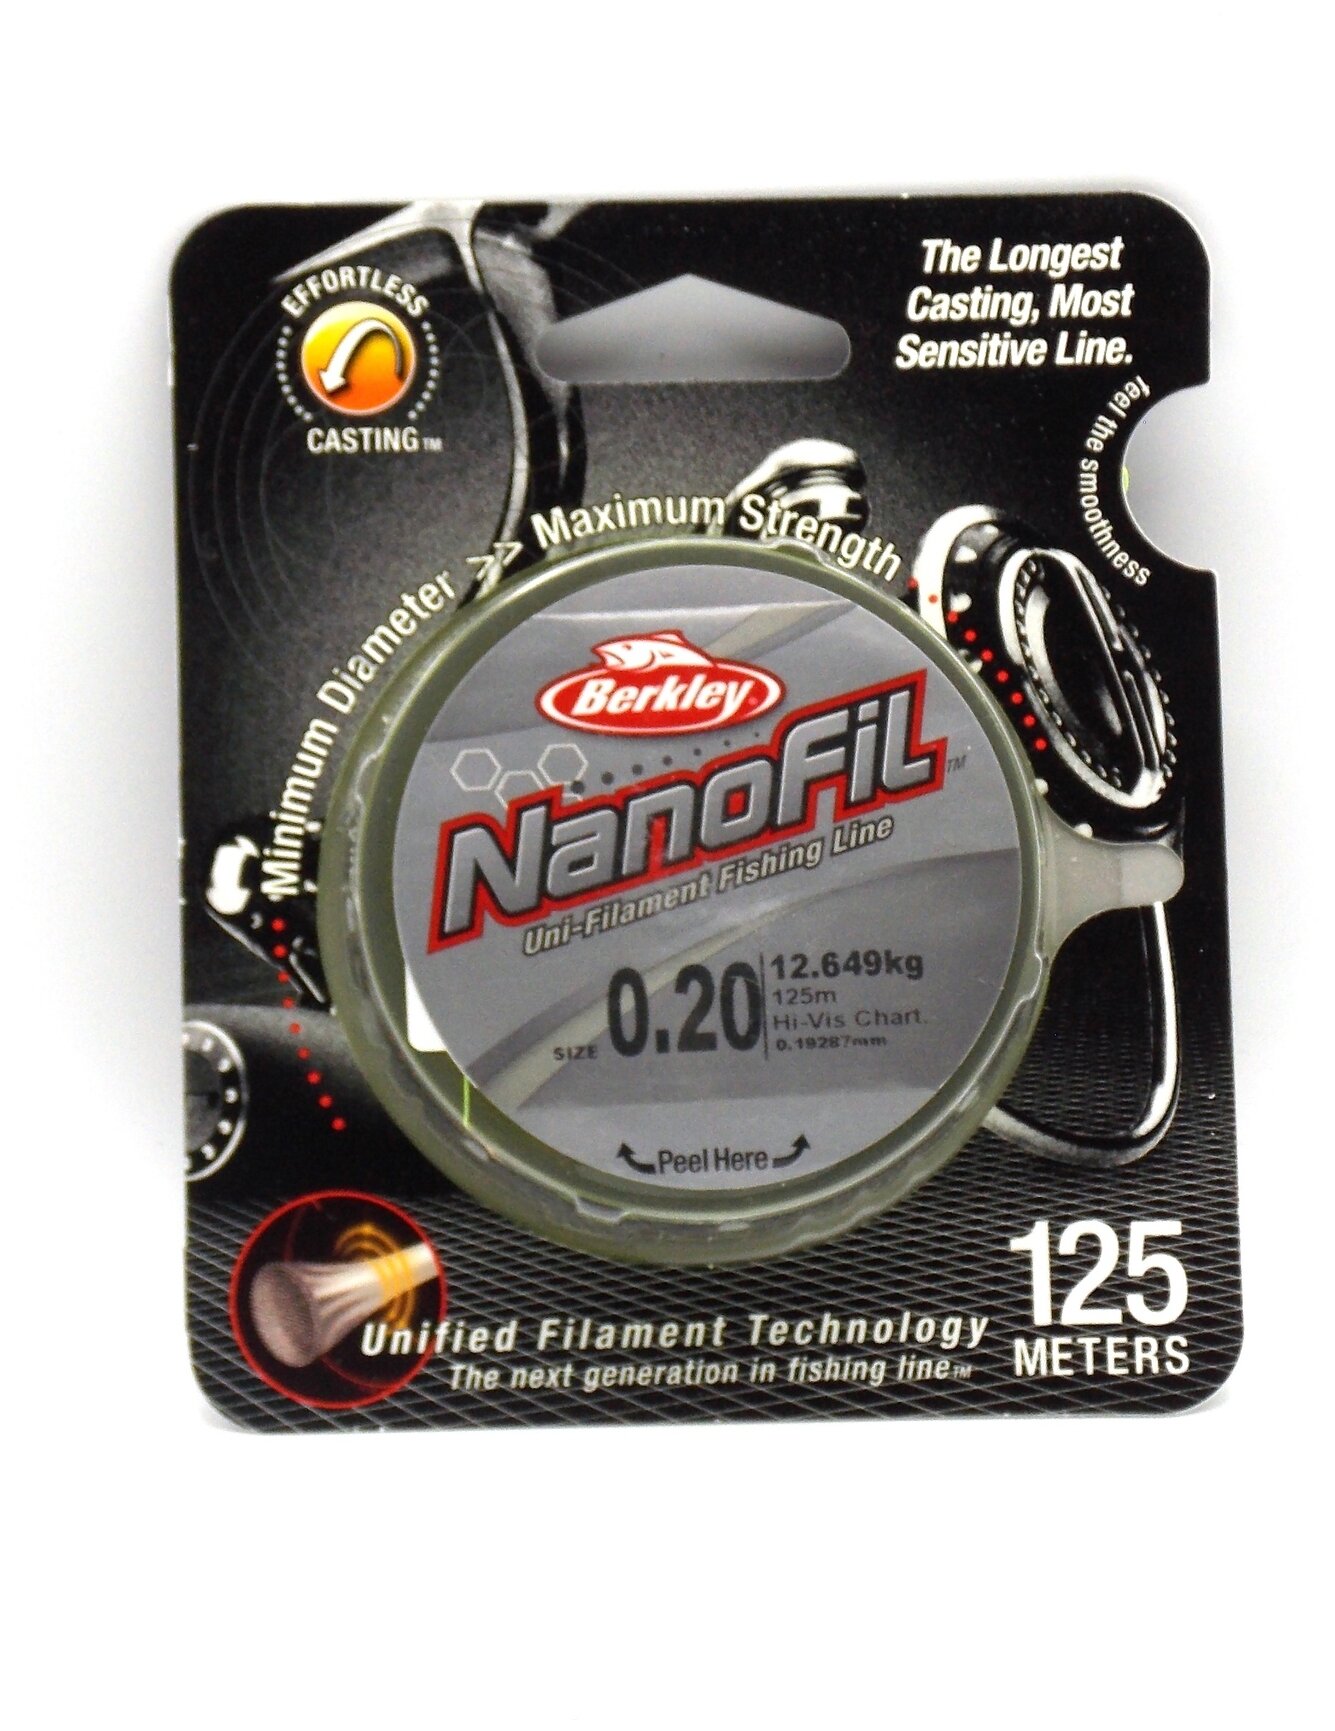 EFFORTLESS
CASTING™
The Longest
Casting, Most
Sensitive Line.
feel the smoothness
Minimum Diameter >> Maximum Strength
Berkley
NanoFil™
Uni-Filament Fishing Line
SIZE 0.20
12.649kg
125m
Hi-Vis Chart.
0.19287mm
Peel Here
125
METERS
Unified Filament Technology
The next generation in fishing line™